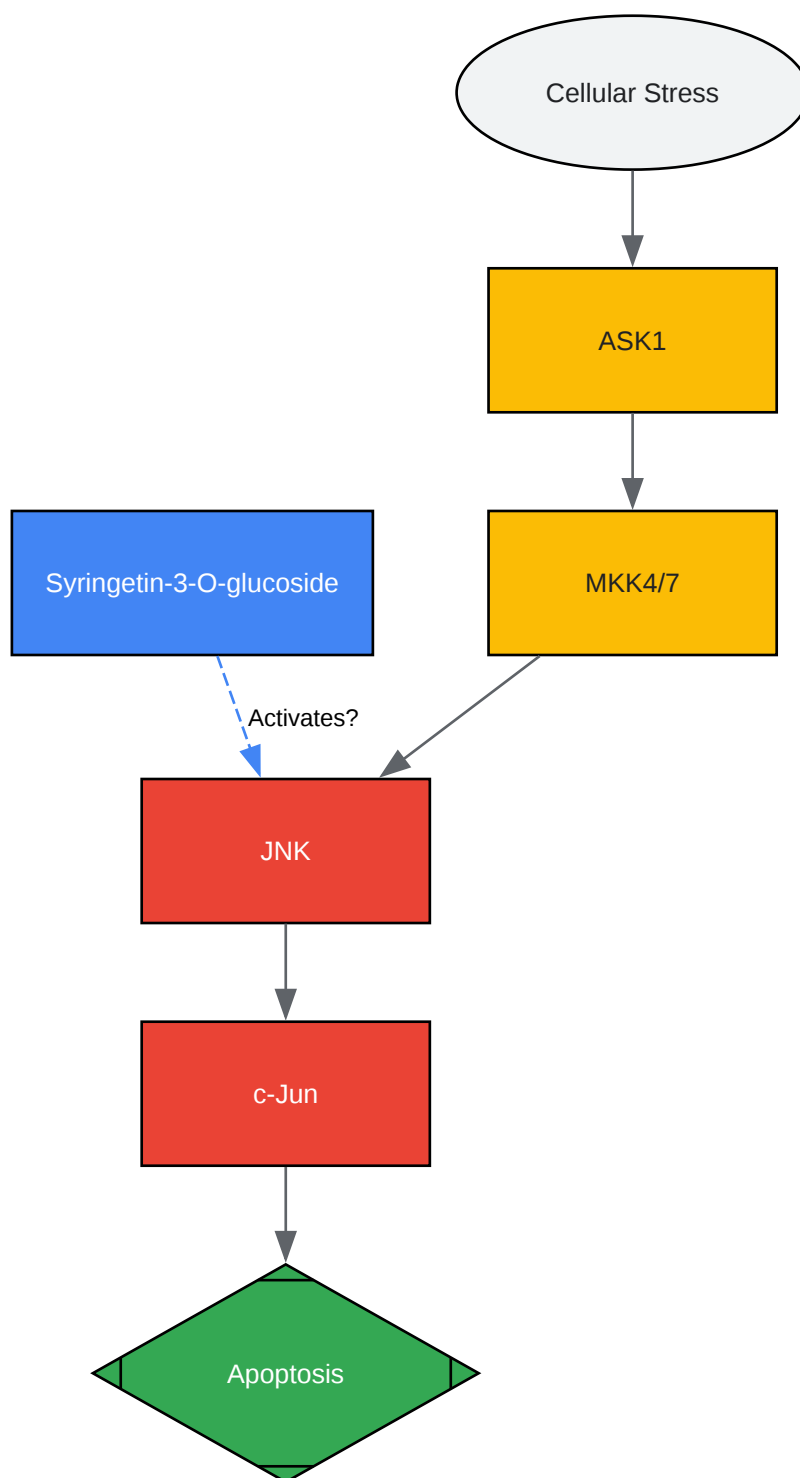 Cellular Stress
ASK1
Syringetin-3-O-glucoside
MKK4/7
Activates?
JNK
c-Jun
Apoptosis